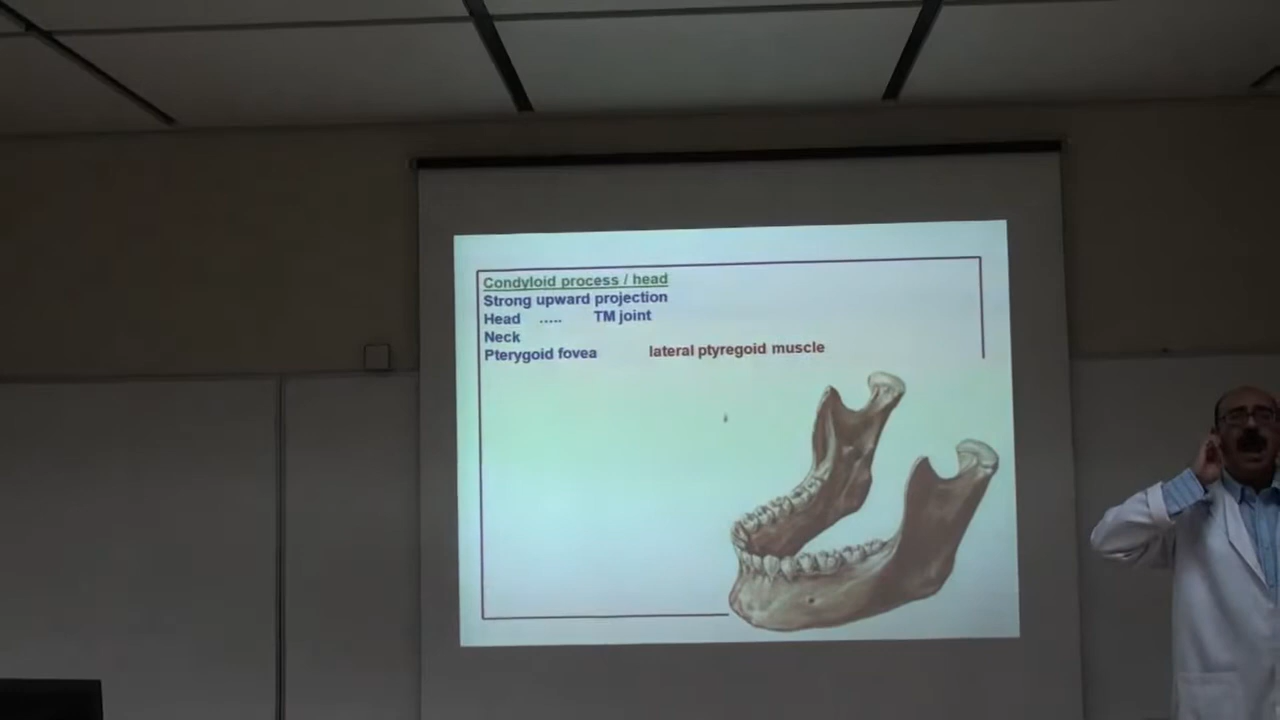 Condyloid process / head
Strong upward projection
Head ..... TM joint
Neck
Pterygoid fovea lateral ptyregoid muscle